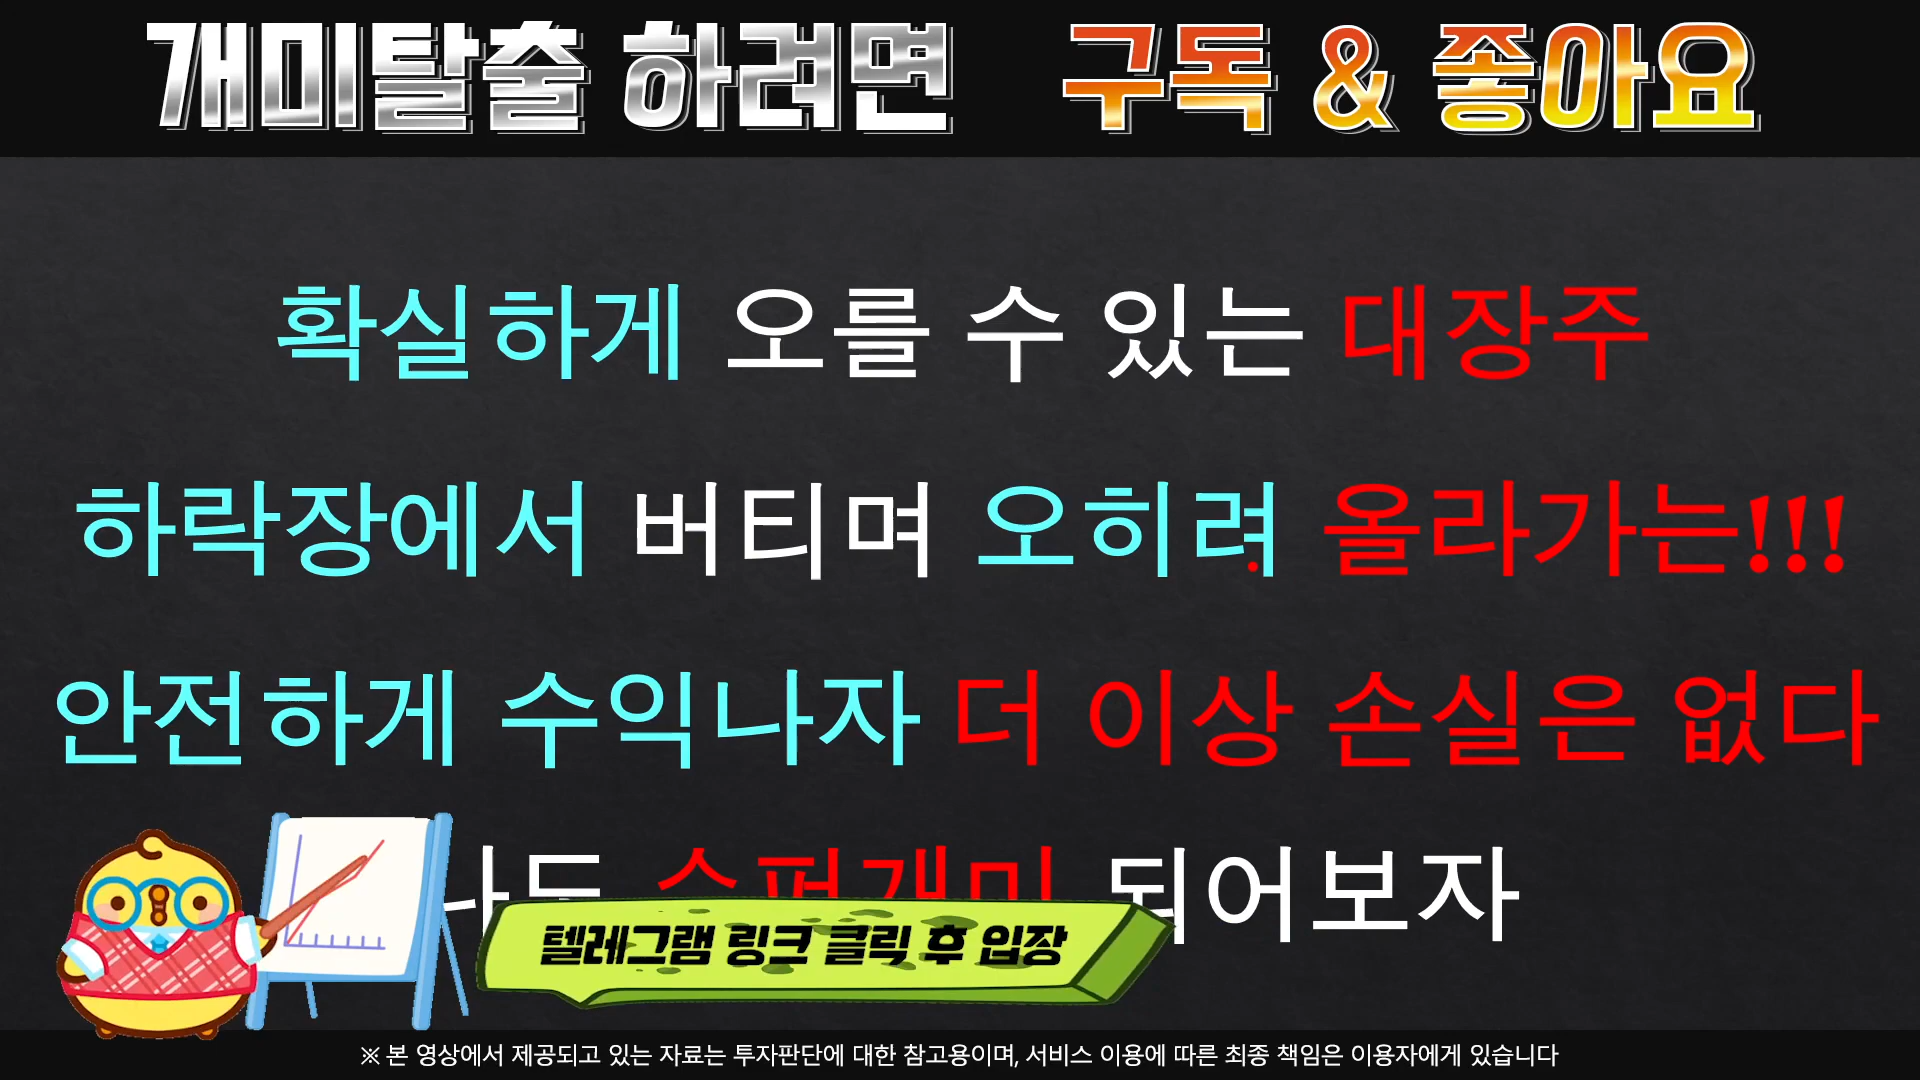 개미탈출 하려면 구독 & 좋아요
확실하게 오를 수 있는 대장주
하락장에서 버티며 오히려 올라가는!!!
안전하게 수익나자 더 이상 손실은 없다
되어보자
텔레그램 링크 클릭 후 입장
※ 본 영상에서 제공되고 있는 자료는 투자판단에 대한 참고용이며, 서비스 이용에 따른 최종 책임은 이용자에게 있습니다